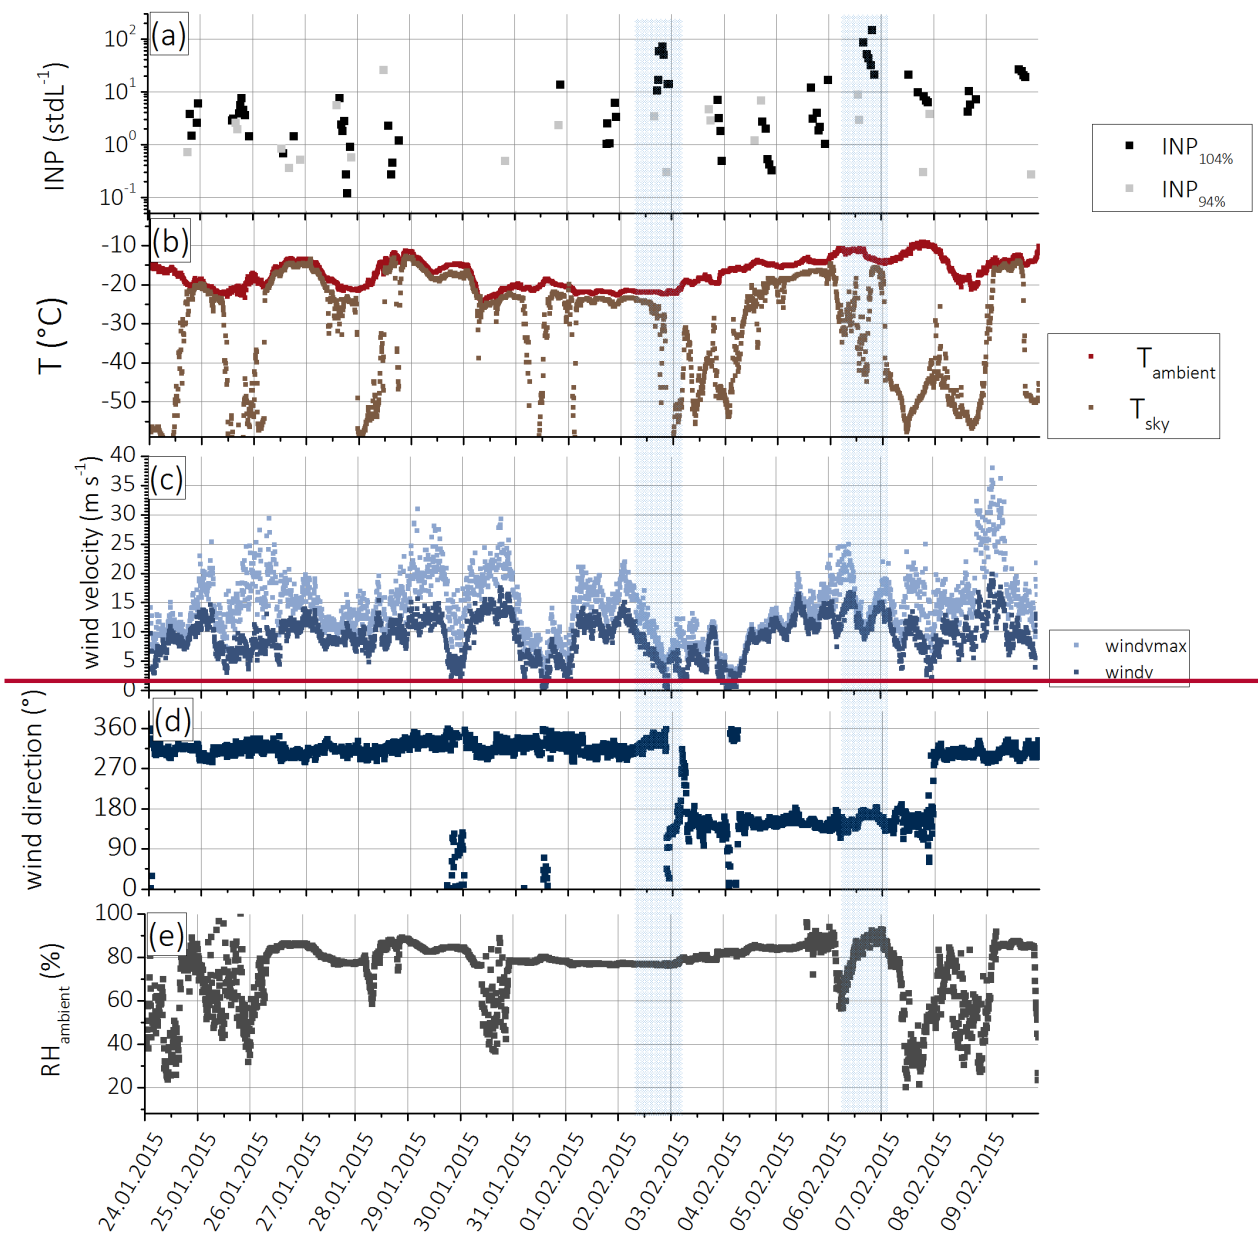 (a)
10²
10¹
10⁰
10⁻¹
INP (stdL⁻¹)
INP104%
INP94%
(b)
-10
-20
-30
-40
-50
T (°C)
Tambient
Tsky
(c)
40
35
30
25
20
15
10
5
0
wind velocity (m s⁻¹)
windvmax
windv
(d)
360
270
180
90
0
wind direction (°)
(e)
100
80
60
40
20
RHambient (%)
24.01.2015
25.01.2015
26.01.2015
27.01.2015
28.01.2015
29.01.2015
30.01.2015
31.01.2015
01.02.2015
02.02.2015
03.02.2015
04.02.2015
05.02.2015
06.02.2015
07.02.2015
08.02.2015
09.02.2015